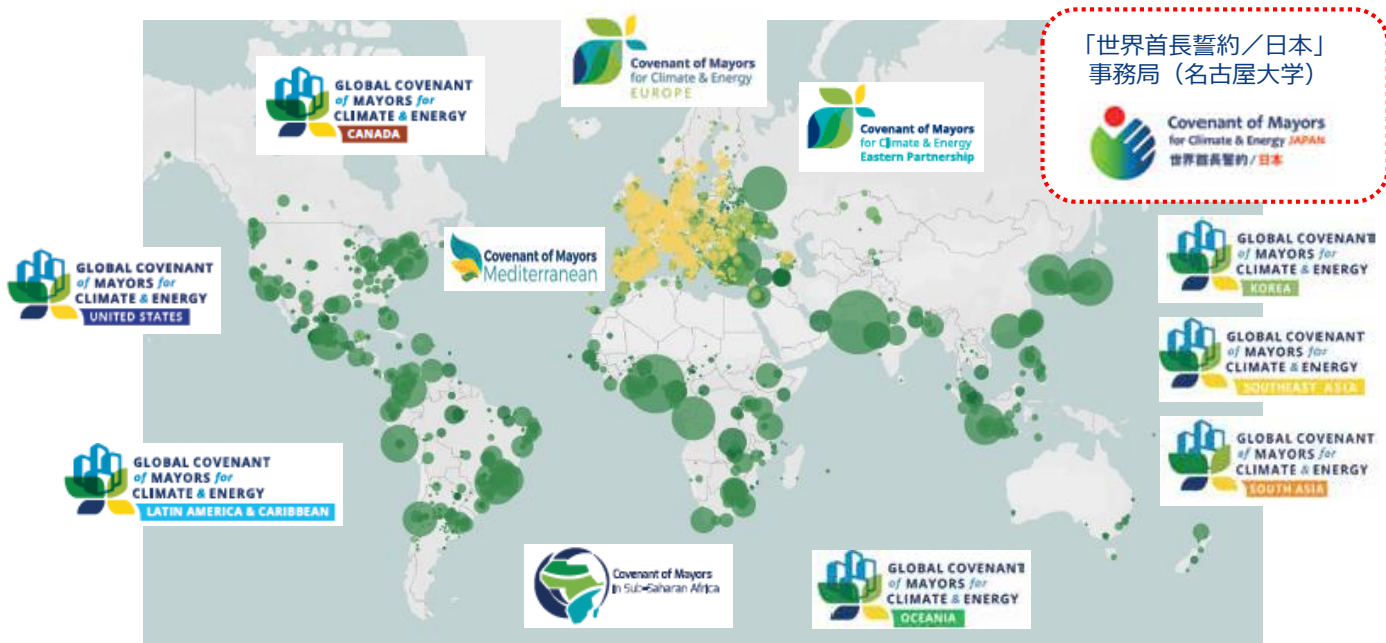 Covenant of Mayors
for Climate & Energy
EUROPE
「世界首長誓約／日本」
事務局（名古屋大学）
Covenant of Mayors
for Climate & Energy JAPAN
世界首長誓約/日本
GLOBAL COVENANT
of MAYORS for
CLIMATE & ENERGY
CANADA
Covenant of Mayors
for Climate & Energy
Eastern Partnership
GLOBAL COVENANT
of MAYORS for
CLIMATE & ENERGY
UNITED STATES
Covenant of Mayors
Mediterranean
GLOBAL COVENANT
of MAYORS for
CLIMATE & ENERGY
KOREA
GLOBAL COVENANT
of MAYORS for
CLIMATE & ENERGY
SOUTHEAST ASIA
GLOBAL COVENANT
of MAYORS for
CLIMATE & ENERGY
SOUTH ASIA
GLOBAL COVENANT
of MAYORS for
CLIMATE & ENERGY
LATIN AMERICA & CARIBBEAN
Covenant of Mayors
in Sub-Saharan Africa
GLOBAL COVENANT
of MAYORS for
CLIMATE & ENERGY
OCEANIA